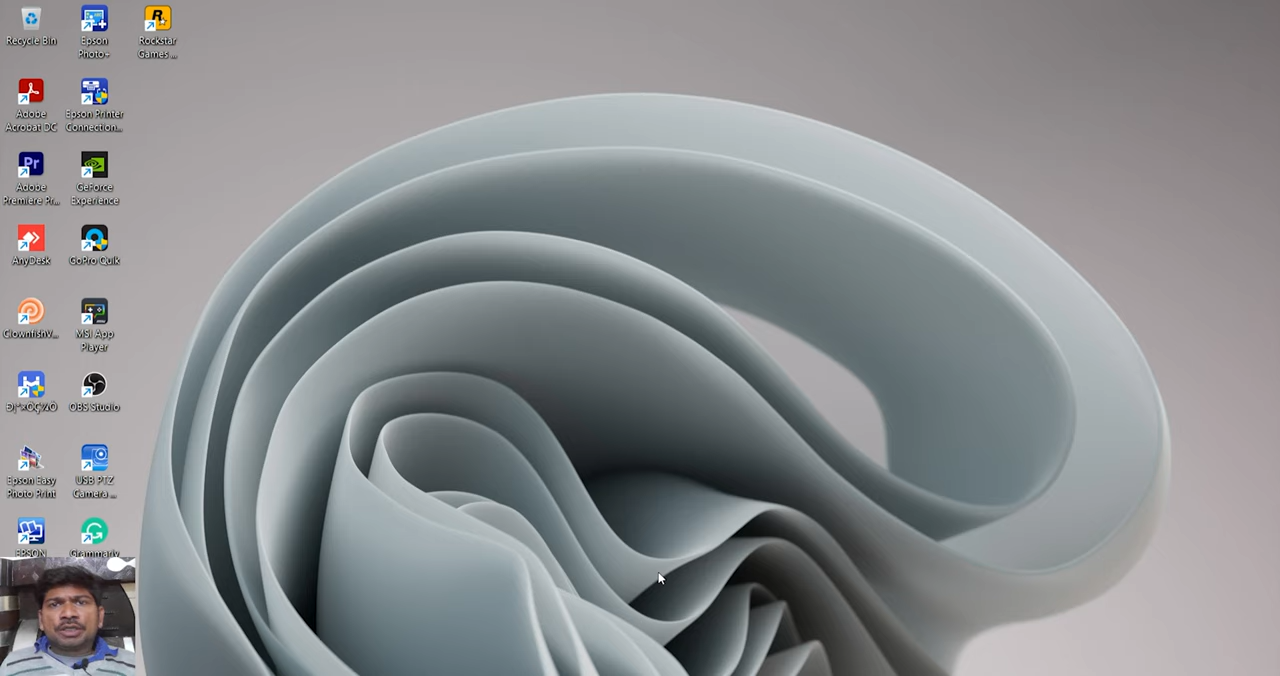 Recycle Bin
Epson
Photo+
Rockstar
Games ...
Adobe
Acrobat DC
Epson Printer
Connection...
Adobe
Premiere Pr...
GeForce
Experience
AnyDesk
GoPro Quik
ClownfishV...
MSI App
Player
OBS Studio
Epson Easy
Photo Print
USB PTZ
Camera ...
EPSON
Grammarly